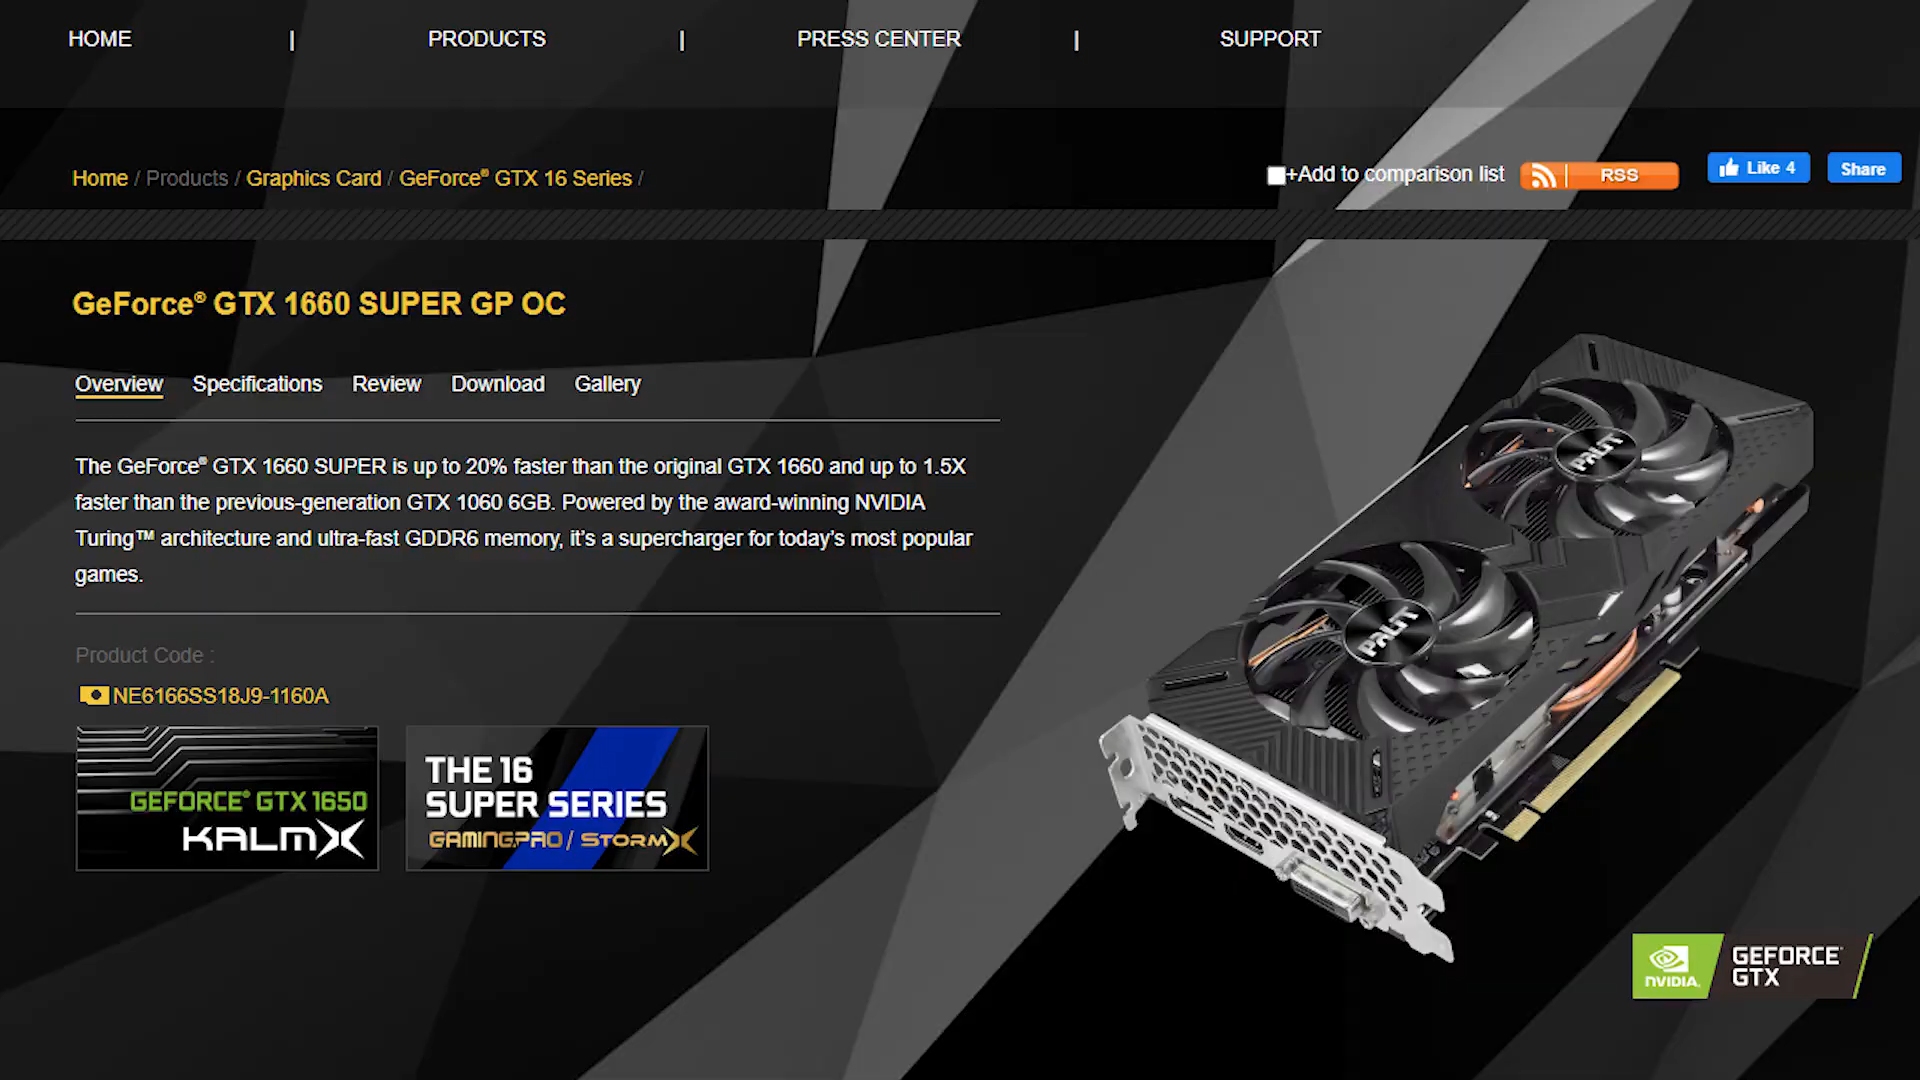 HOME | PRODUCTS | PRESS CENTER | SUPPORT
Home / Products / Graphics Card / GeForce® GTX 16 Series /
+Add to comparison list
RSS
Like 4
Share
GeForce® GTX 1660 SUPER GP OC
Overview Specifications Review Download Gallery
The GeForce® GTX 1660 SUPER is up to 20% faster than the original GTX 1660 and up to 1.5X
faster than the previous-generation GTX 1060 6GB. Powered by the award-winning NVIDIA
Turing™ architecture and ultra-fast GDDR6 memory, it’s a supercharger for today’s most popular
games.
Product Code :
NE6166SS18J9-1160A
GEFORCE® GTX 1650
KALMX
THE 16
SUPER SERIES
GAMINGPRO / STORMX
PALIT
PALIT
NVIDIA.
GEFORCE
GTX